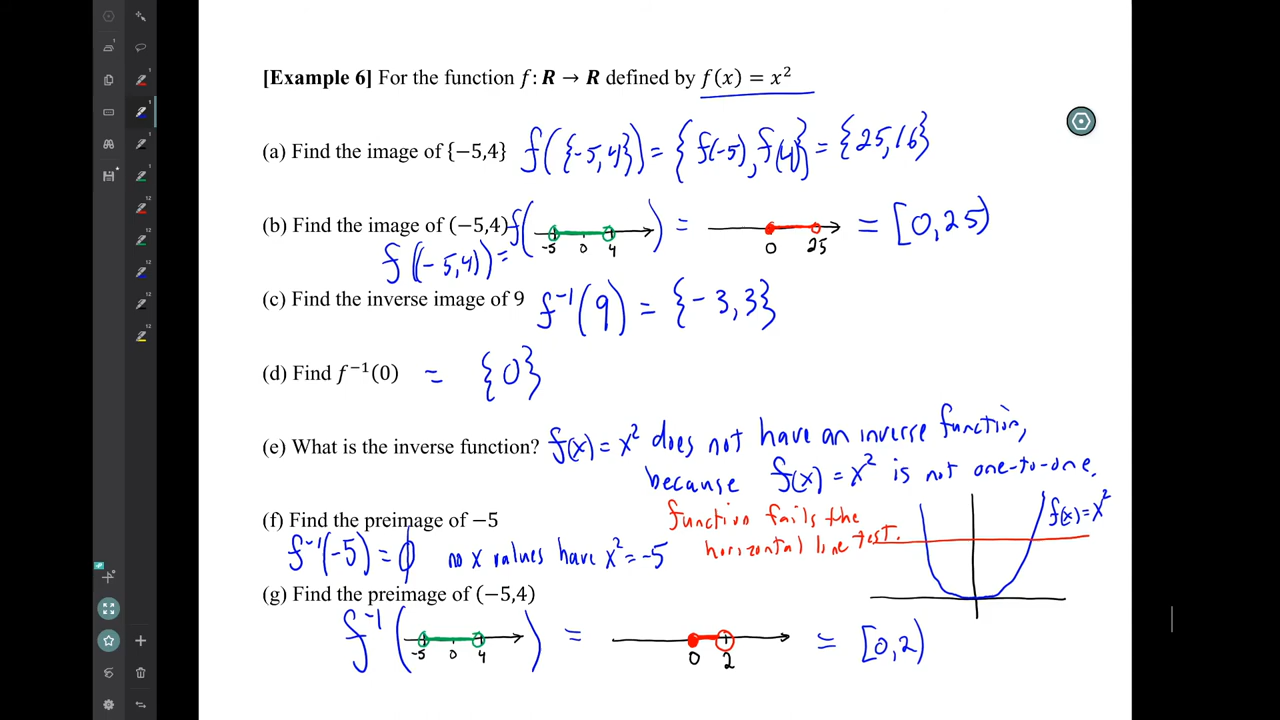 [Example 6] For the function f: R → R defined by f(x) = x²
(a) Find the image of {−5,4} f({-5,4}) = {f(-5), f(4)} = {25,16}
(b) Find the image of (−5,4) f( -5 0 4 ) = 0 25 = [0,25)
f((-5,4)) =
(c) Find the inverse image of 9 f⁻¹(9) = {-3,3}
(d) Find f⁻¹(0) = {0}
(e) What is the inverse function? f(x) = x² does not have an inverse function,
because f(x) = x² is not one-to-one.
function fails the
horizontal line test.
f(x) = x²
(f) Find the preimage of −5
f⁻¹(-5) = ∅ no x values have x² = -5
(g) Find the preimage of (−5,4)
f⁻¹( -5 0 4 ) = 0 2 = [0,2)